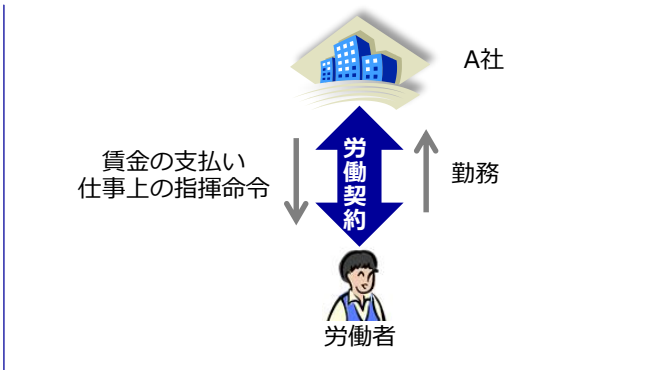 A社
賃金の支払い
仕事上の指揮命令
労働契約
勤務
労働者